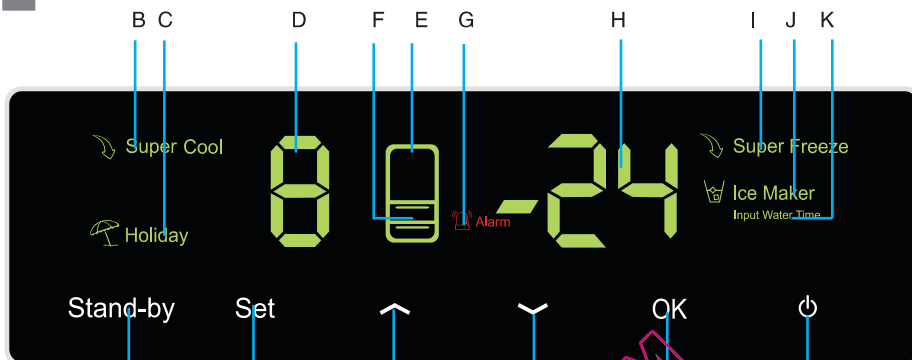 B C D F E G H I J K
Super Cool
8
-24
Super Freeze
Alarm
Ice Maker
Input Water Time
Holiday
Stand-by Set OK